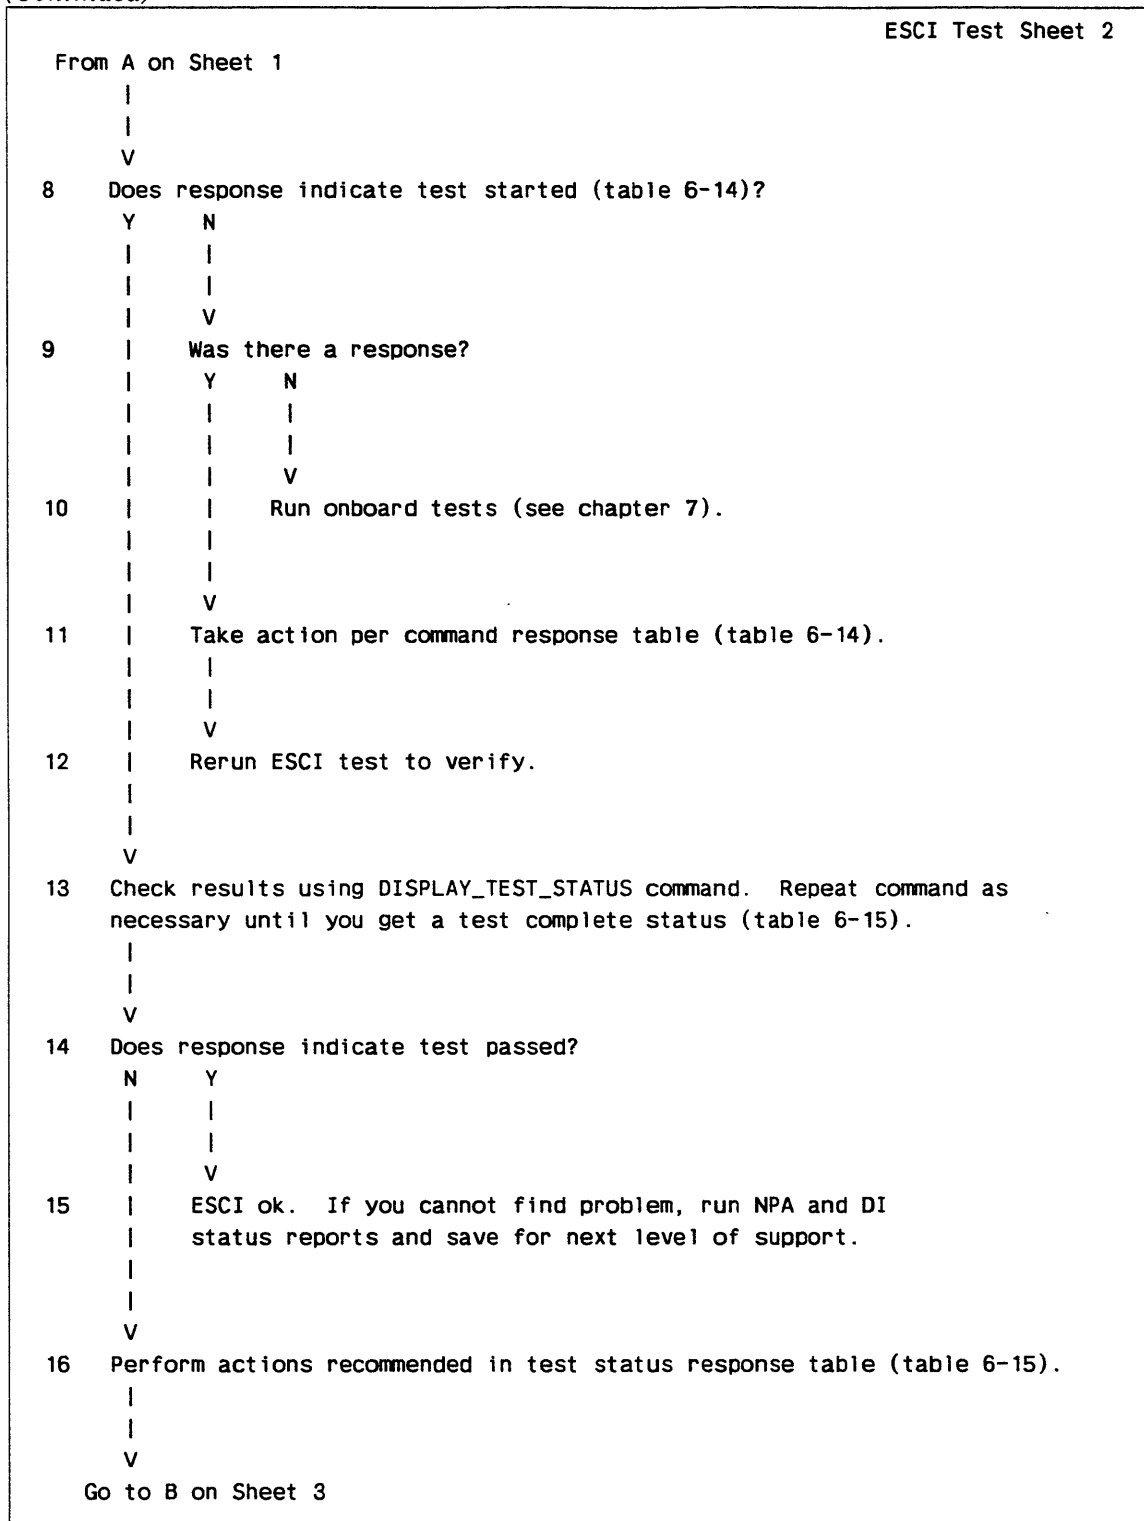 (Continued)
ESCI Test Sheet 2
From A on Sheet 1
V
8 Does response indicate test started (table 6-14)?
Y N
V
9 Was there a response?
Y N
V
10 Run onboard tests (see chapter 7).
V
11 Take action per command response table (table 6-14).
V
12 Rerun ESCI test to verify.
V
13 Check results using DISPLAY_TEST_STATUS command. Repeat command as
necessary until you get a test complete status (table 6-15).
V
14 Does response indicate test passed?
N Y
V
15 ESCI ok. If you cannot find problem, run NPA and DI
status reports and save for next level of support.
V
16 Perform actions recommended in test status response table (table 6-15).
V
Go to B on Sheet 3